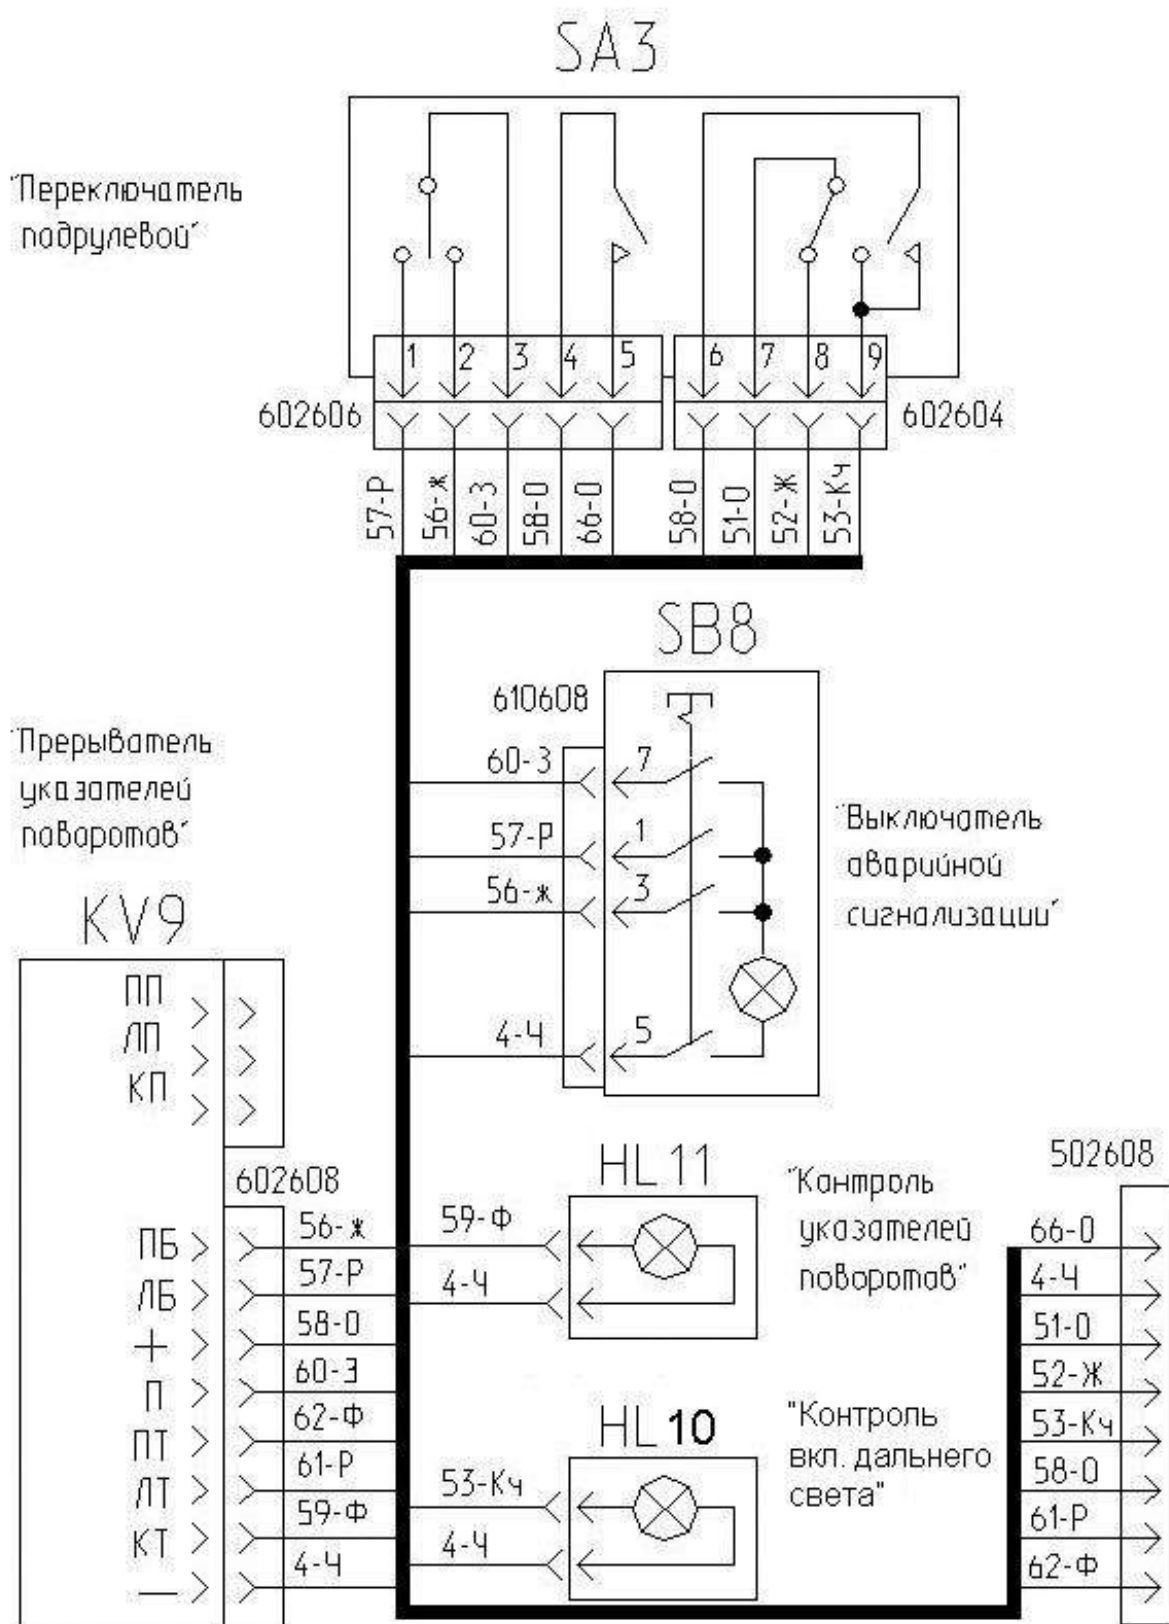 SA3
"Переключатель
подрулевой"
1 2 3 4 5 6 7 8 9
602606
602604
57-Р 56-ж 60-З 58-О 66-О 58-О 51-О 52-Ж 53-Кч
SB8
610608
60-З 7
57-Р 1
56-ж 3
4-Ч 5
"Выключатель
аварийной
сигнализации"
"Прерыватель
указателей
поворотов"
KV9
ПП
ЛП
КП
602608
ПБ 56-ж
ЛБ 57-Р
+ 58-О
П 60-З
ПТ 62-Ф
ЛТ 61-Р
КТ 59-Ф
— 4-Ч
HL11
59-Ф
4-Ч
"Контроль
указателей
поворотов"
HL10
53-Кч
4-Ч
"Контроль
вкл. дальнего
света"
502608
66-О
4-Ч
51-О
52-Ж
53-Кч
58-О
61-Р
62-Ф